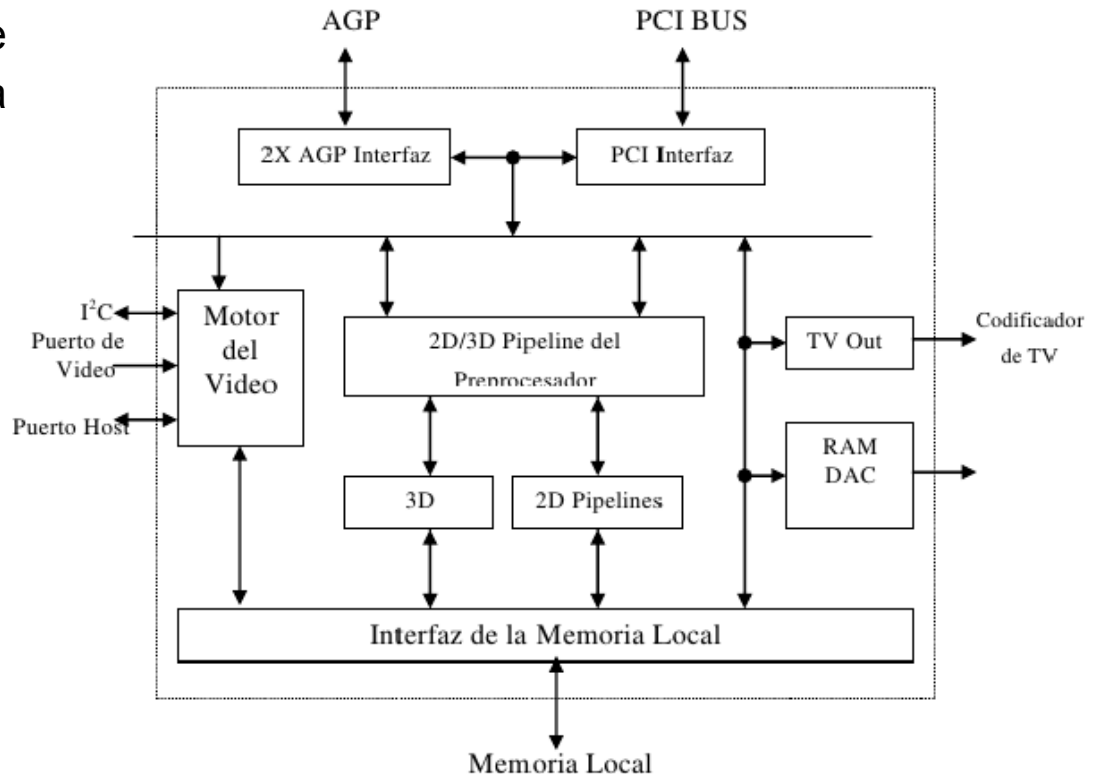 e
a
AGP
PCI BUS
2X AGP Interfaz
PCI Interfaz
I²C
Puerto de
Video
Puerto Host
Motor
del
Video
2D/3D Pipeline del
Preprocesador
TV Out
Codificador
de TV
RAM
DAC
3D
2D Pipelines
Interfaz de la Memoria Local
Memoria Local